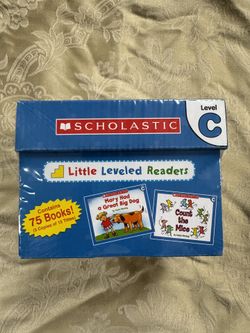 Level
C
SCHOLASTIC
Little Leveled Readers
Contains
75 Books!
(5 Copies of 15 Titles)
C
Mary Had
a Great Big Dog
SCHOLASTIC
C
Count the
Mice